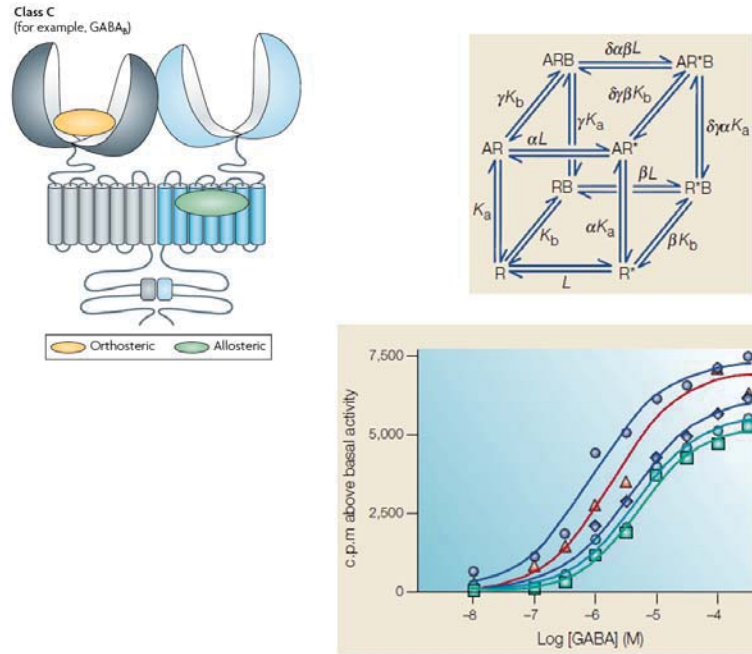 Class C
(for example, GABAB)
Orthosteric
Allosteric
ARB
δαβL
AR*B
γKb
γKa
δγβKb
δγαKa
AR
αL
AR*
RB
βL
R*B
Ka
Kb
αKa
βKb
R
L
R*
7,500
5,000
2,500
0
c.p.m above basal activity
–8
–7
–6
–5
–4
Log [GABA] (M)